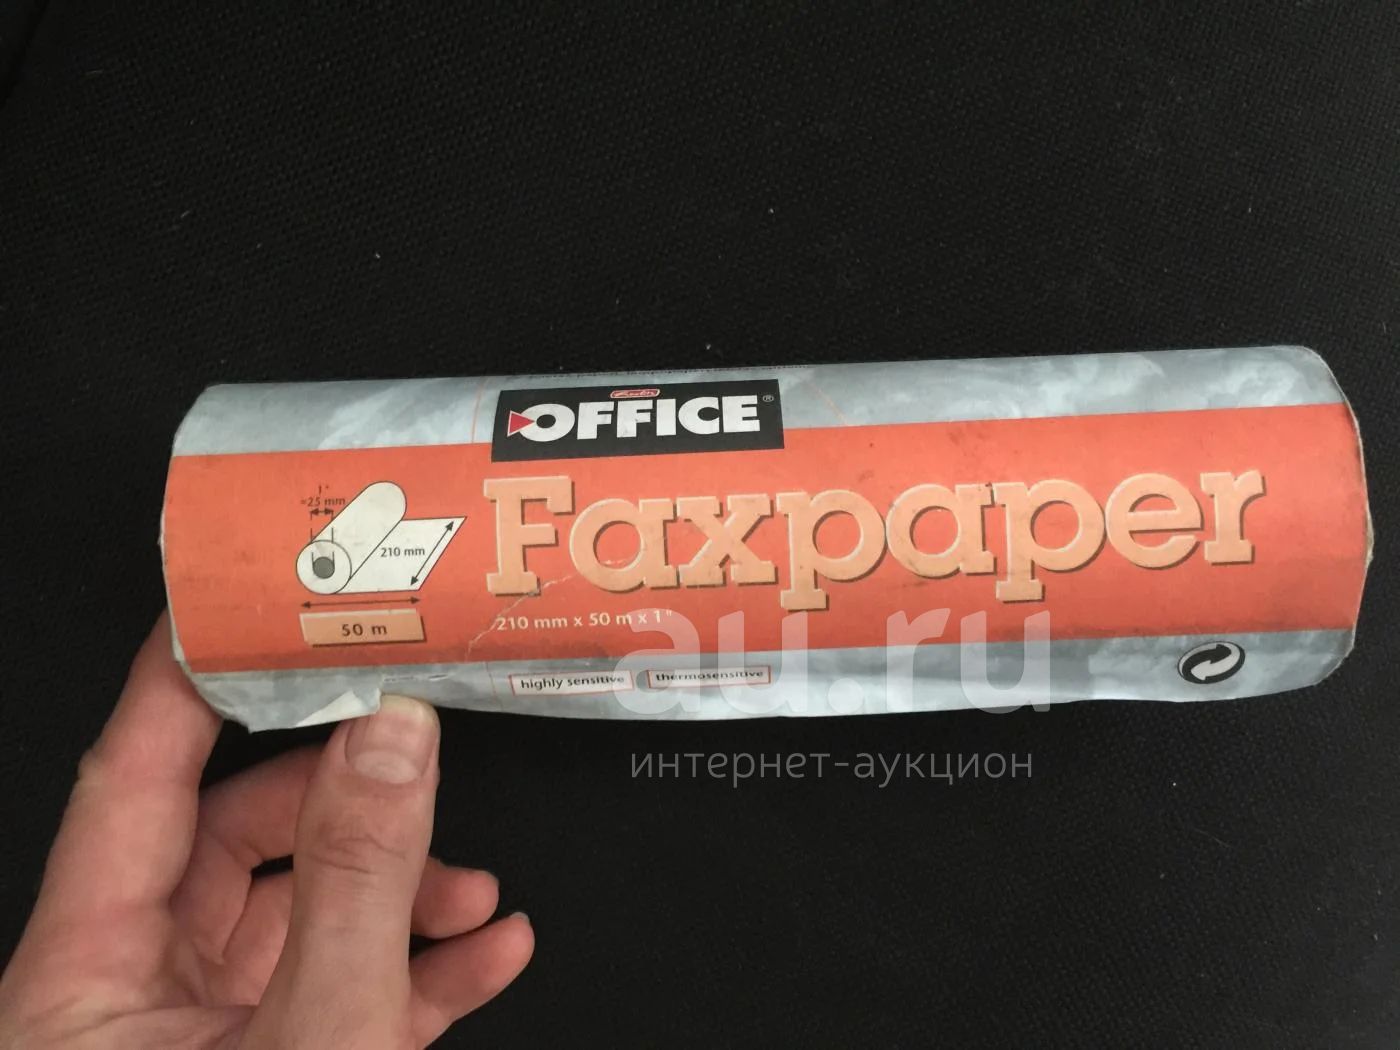 Herlitz
OFFICE®
Faxpaper
1"
≈25 mm
210 mm
50 m
210 mm x 50 m x 1"
highly sensitive
thermosensitive
au.ru
интернет-аукцион